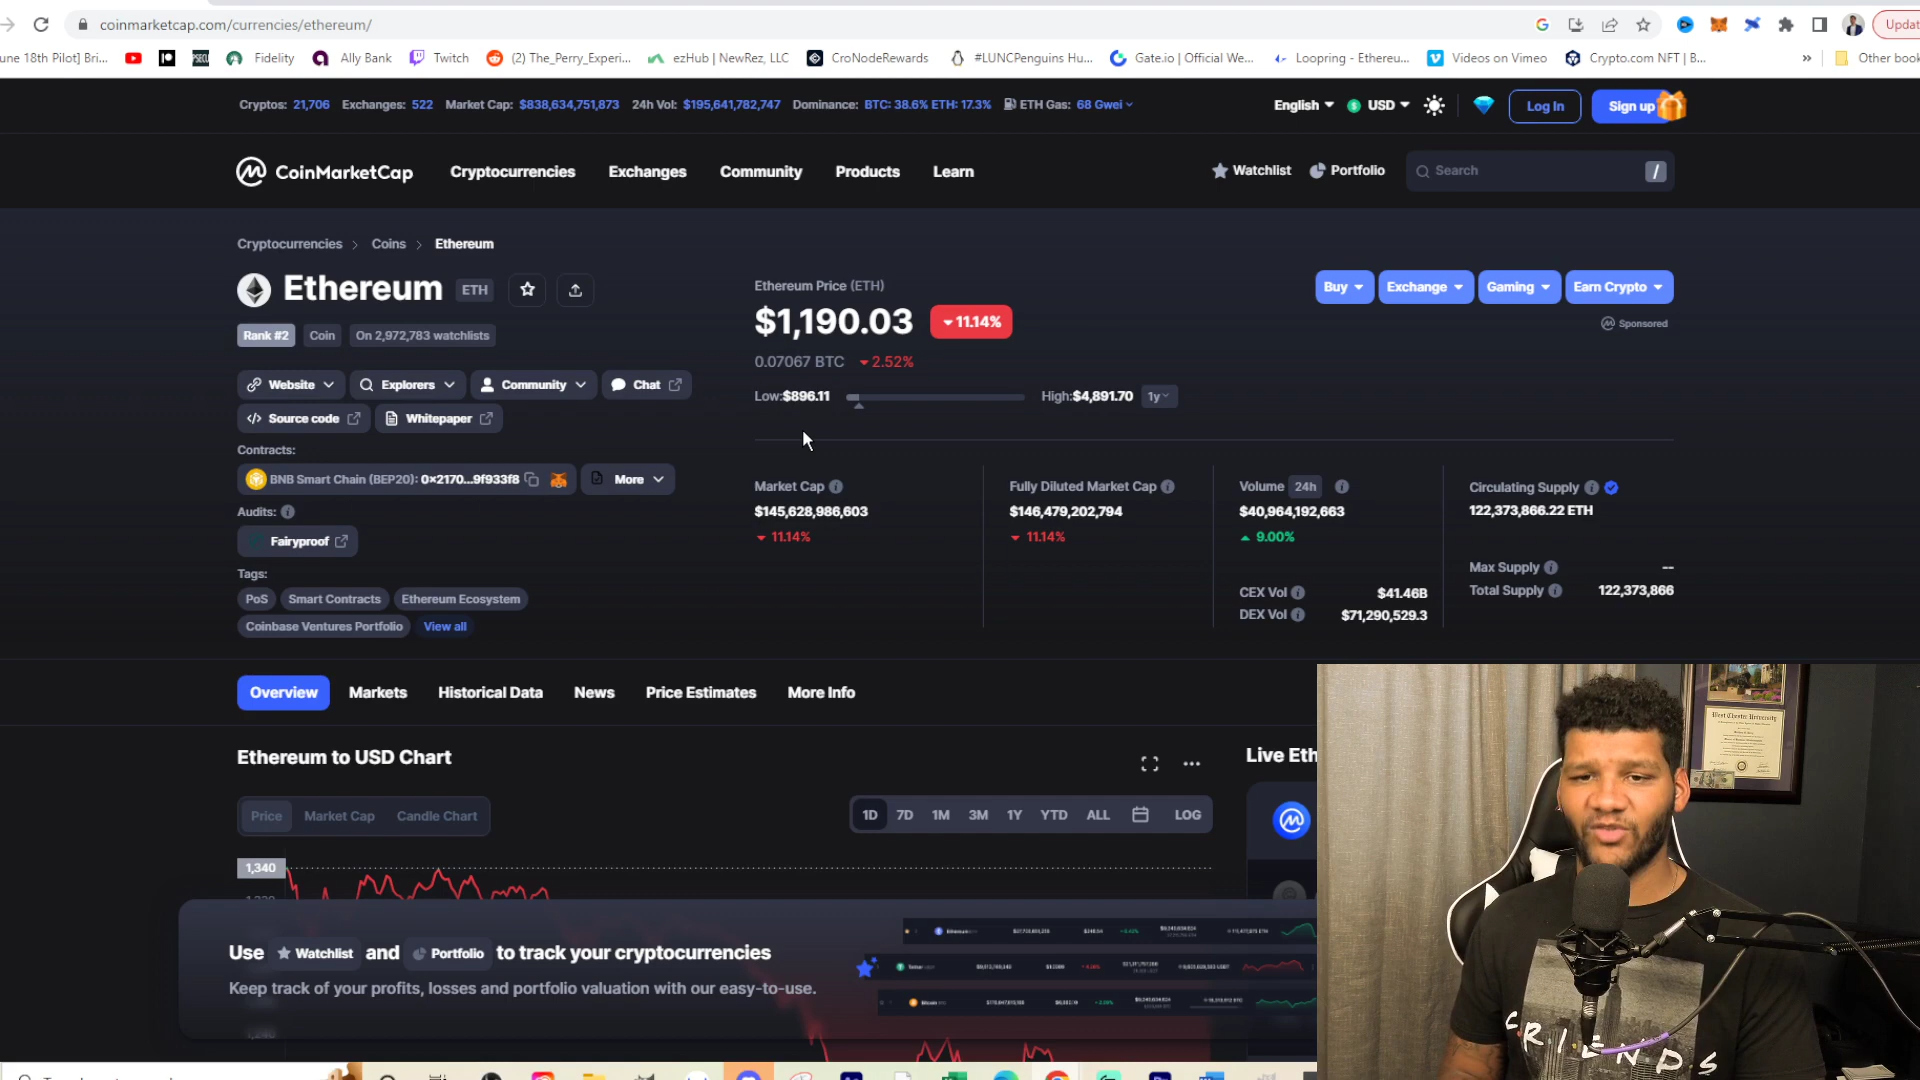 coinmarketcap.com/currencies/ethereum/
Updat
une 18th Pilot] Bri...
PSECU
Fidelity
Ally Bank
Twitch
(2) The_Perry_Experi...
ezHub | NewRez, LLC
CroNodeRewards
#LUNCPenguins Hu...
Gate.io | Official We...
Loopring - Ethereu...
Videos on Vimeo
Crypto.com NFT | B...
»
Other book
Cryptos: 21,706 Exchanges: 522 Market Cap: $838,634,751,873 24h Vol: $195,641,782,747 Dominance: BTC: 38.6% ETH: 17.3% ETH Gas: 68 Gwei
English
USD
Log In
Sign up
CoinMarketCap
Cryptocurrencies
Exchanges
Community
Products
Learn
Watchlist
Portfolio
Search
/
Cryptocurrencies > Coins > Ethereum
Ethereum
ETH
Rank #2
Coin
On 2,972,783 watchlists
Website
Explorers
Community
Chat
Source code
Whitepaper
Contracts:
BNB Smart Chain (BEP20): 0x2170...9f933f8
More
Audits:
Fairyproof
Tags:
PoS
Smart Contracts
Ethereum Ecosystem
Coinbase Ventures Portfolio
View all
Ethereum Price (ETH)
$1,190.03
11.14%
0.07067 BTC
2.52%
Low:$896.11
High:$4,891.70
1y
Buy
Exchange
Gaming
Earn Crypto
Sponsored
Market Cap
$145,628,986,603
11.14%
Fully Diluted Market Cap
$146,479,202,794
11.14%
Volume 24h
$40,964,192,663
9.00%
CEX Vol $41.46B
DEX Vol $71,290,529.3
Circulating Supply
122,373,866.22 ETH
Max Supply --
Total Supply 122,373,866
Overview
Markets
Historical Data
News
Price Estimates
More Info
Ethereum to USD Chart
Live Eth
Price
Market Cap
Candle Chart
1D
7D
1M
3M
1Y
YTD
ALL
LOG
1,340
Use Watchlist and Portfolio to track your cryptocurrencies
Keep track of your profits, losses and portfolio valuation with our easy-to-use.
West Chester University
FRIENDS